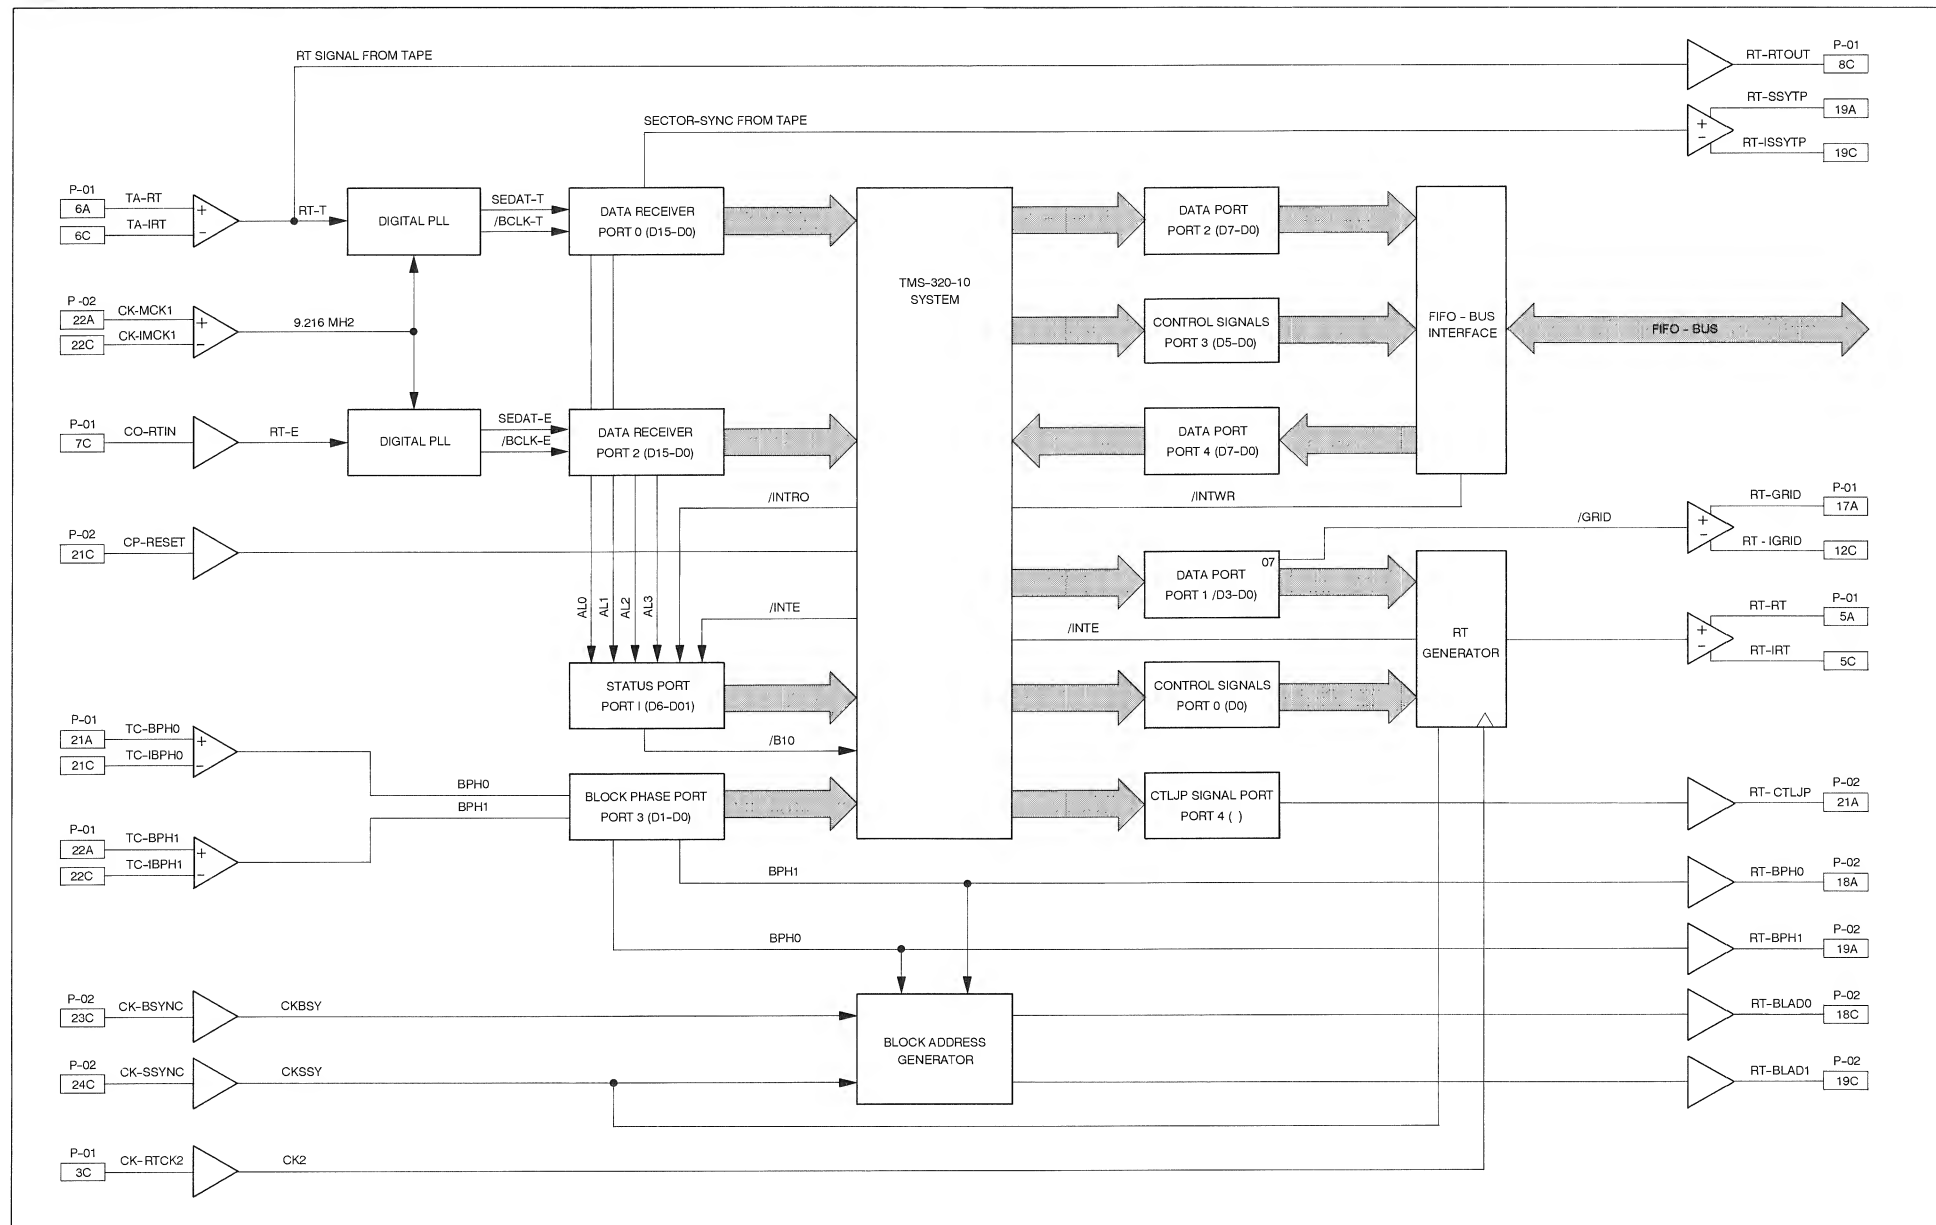 RT SIGNAL FROM TAPE
P-01
RT-RTOUT
8C
RT-SSYTP
19A
SECTOR-SYNC FROM TAPE
RT-ISSYTP
19C
P-01
TA-RT
6A
TA-IRT
6C
RT-T
DIGITAL PLL
SEDAT-T
/BCLK-T
DATA RECEIVER
PORT 0 (D15-D0)
DATA PORT
PORT 2 (D7-D0)
TMS-320-10
SYSTEM
P -02
CK-MCK1
22A
CK-IMCK1
22C
9.216 MH2
CONTROL SIGNALS
PORT 3 (D5-D0)
FIFO - BUS
INTERFACE
FIFO - BUS
P-01
CO-RTIN
7C
RT-E
DIGITAL PLL
SEDAT-E
/BCLK-E
DATA RECEIVER
PORT 2 (D15-D0)
DATA PORT
PORT 4 (D7-D0)
/INTRO
/INTWR
P-01
RT-GRID
17A
/GRID
RT - IGRID
12C
P-02
CP-RESET
21C
07
DATA PORT
PORT 1 /D3-D0)
AL0
AL1
AL2
AL3
/INTE
/INTE
RT
GENERATOR
P-01
RT-RT
5A
RT-IRT
5C
STATUS PORT
PORT I (D6-D01)
CONTROL SIGNALS
PORT 0 (D0)
P-01
TC-BPH0
21A
TC-IBPH0
21C
/B10
BPH0
BPH1
BLOCK PHASE PORT
PORT 3 (D1-D0)
CTLJP SIGNAL PORT
PORT 4 ( )
P-02
RT-CTLJP
21A
P-01
TC-BPH1
22A
TC-IBPH1
22C
BPH1
P-02
RT-BPH0
18A
BPH0
P-02
RT-BPH1
19A
P-02
CK-BSYNC
23C
CKBSY
P-02
RT-BLAD0
18C
BLOCK ADDRESS
GENERATOR
P-02
CK-SSYNC
24C
CKSSY
P-02
RT-BLAD1
19C
P-01
CK-RTCK2
3C
CK2